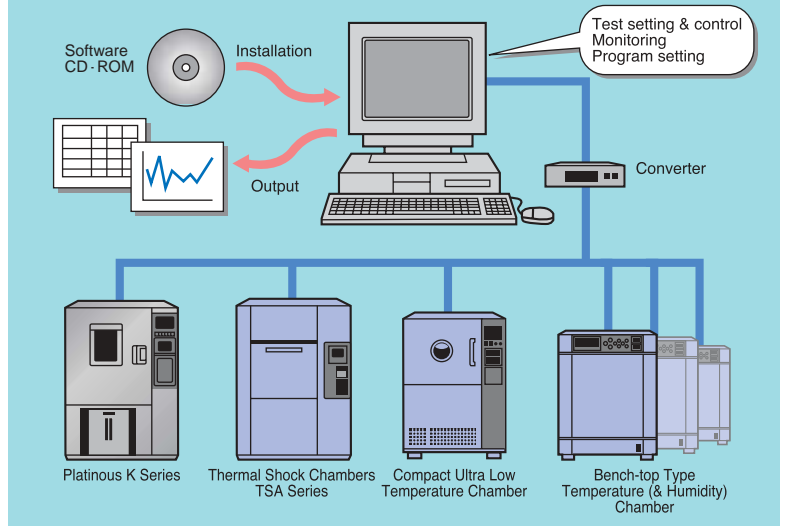 Software
CD-ROM
Installation
Test setting & control
Monitoring
Program setting
Output
Converter
Platinous K Series
Thermal Shock Chambers
TSA Series
Compact Ultra Low
Temperature Chamber
Bench-top Type
Temperature (& Humidity)
Chamber